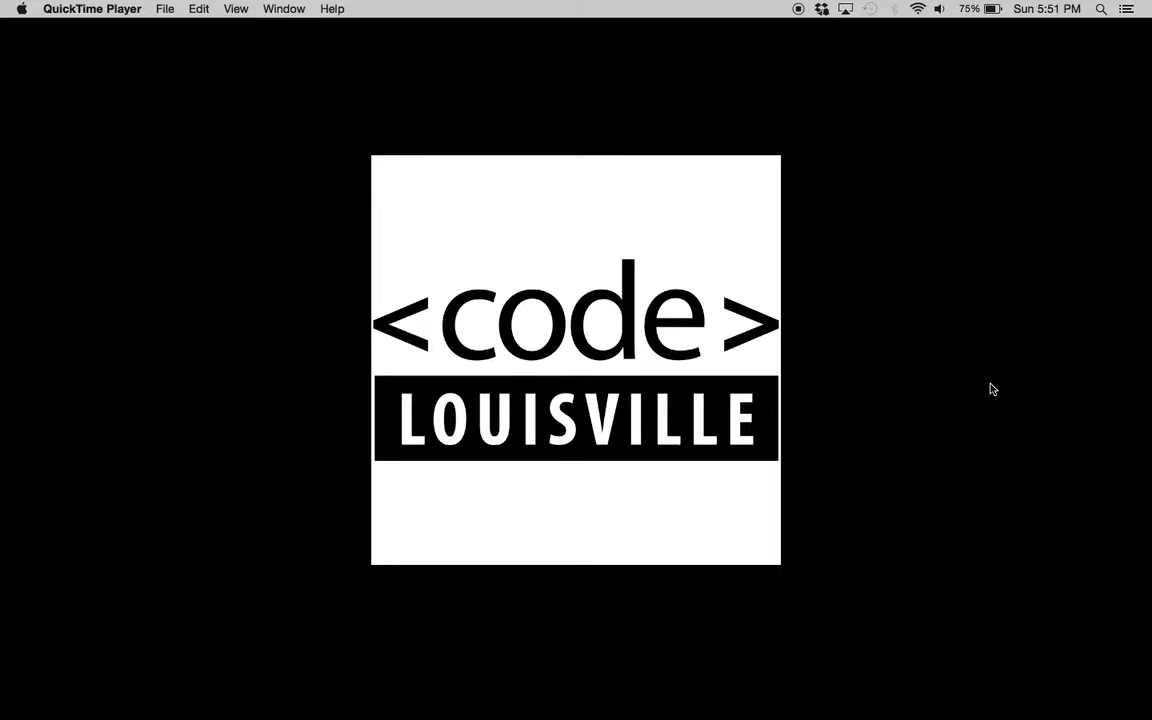 QuickTime Player File Edit View Window Help 75% Sun 5:51 PM
<code>
LOUISVILLE